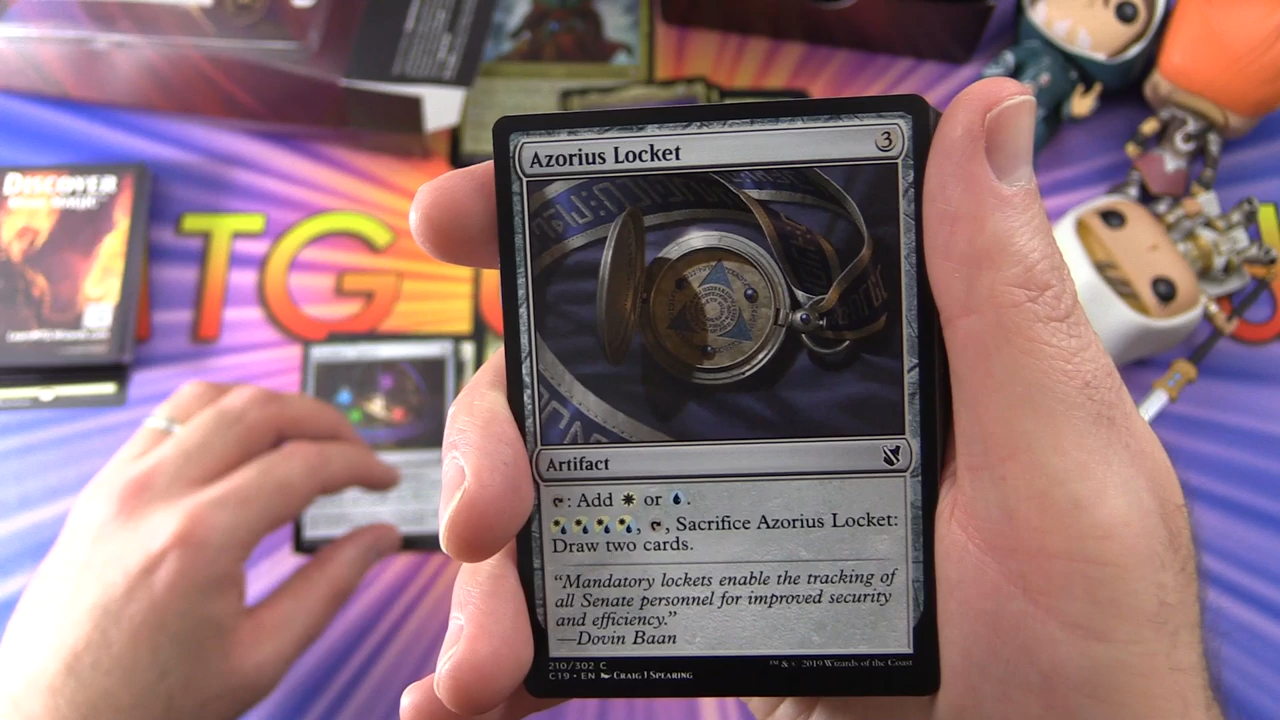 DISCOVER
TG
Azorius Locket
3
Artifact
: Add or .
, , Sacrifice Azorius Locket:
Draw two cards.
“Mandatory lockets enable the tracking of
all Senate personnel for improved security
and efficiency.”
—Dovin Baan
210/302 C
C19 • EN CRAIG J SPEARING
™ & © 2019 Wizards of the Coast